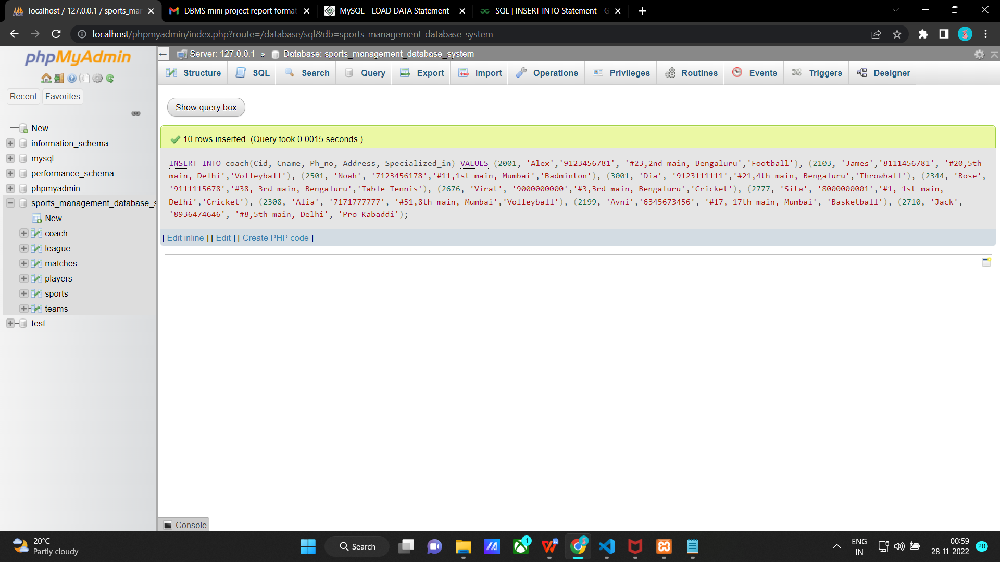 localhost / 127.0.0.1 / sports_mar
DBMS mini project report format
MySQL - LOAD DATA Statement
SQL | INSERT INTO Statement - G
localhost/phpmyadmin/index.php?route=/database/sql&db=sports_management_database_system
phpMyAdmin
Recent
Favorites
New
information_schema
mysql
performance_schema
phpmyadmin
sports_management_database_s
New
coach
league
matches
players
sports
teams
test
Server: 127.0.0.1 » Database: sports_management_database_system
Structure
SQL
Search
Query
Export
Import
Operations
Privileges
Routines
Events
Triggers
Designer
Show query box
10 rows inserted. (Query took 0.0015 seconds.)
INSERT INTO coach(Cid, Cname, Ph_no, Address, Specialized_in) VALUES (2001, 'Alex','9123456781', '#23,2nd main, Bengaluru','Football'), (2103, 'James','8111456781', '#20,5th
main, Delhi','Volleyball'), (2501, 'Noah', '7123456178','#11,1st main, Mumbai','Badminton'), (3001, 'Dia', '9123111111','#21,4th main, Bengaluru','Throwball'), (2344, 'Rose',
'9111115678','#38, 3rd main, Bengaluru','Table Tennis'), (2676, 'Virat', '9000000000','#3,3rd main, Bengaluru','Cricket'), (2777, 'Sita', '8000000001','#1, 1st main,
Delhi','Cricket'), (2308, 'Alia', '7171777777', '#51,8th main, Mumbai','Volleyball'), (2199, 'Avni','6345673456', '#17, 17th main, Mumbai', 'Basketball'), (2710, 'Jack',
'8936474646', '#8,5th main, Delhi', 'Pro Kabaddi');
[ Edit inline ] [ Edit ] [ Create PHP code ]
Console
20°C
Partly cloudy
Search
1
ENG
IN
00:59
28-11-2022
20